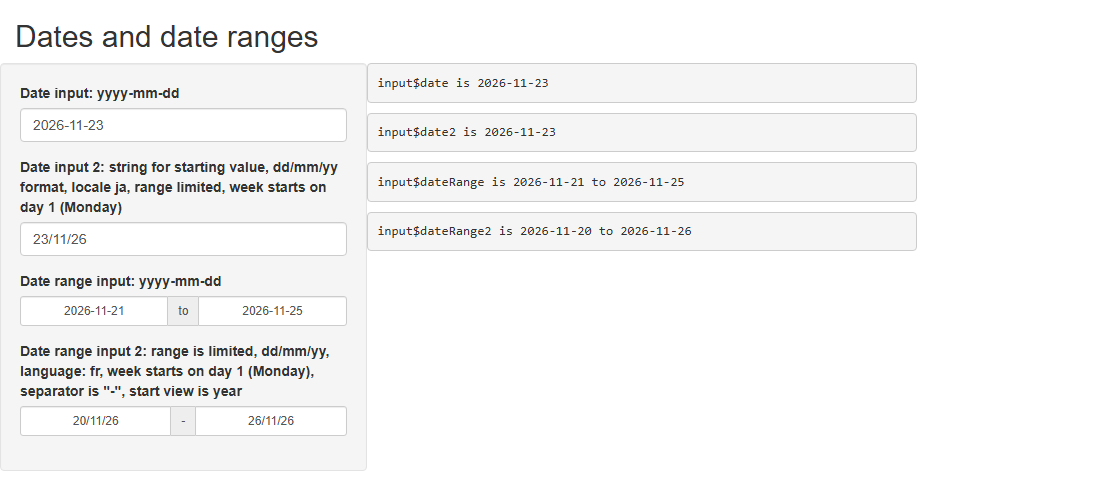 Dates and date ranges
Date input: yyyy-mm-dd
2026-11-23
Date input 2: string for starting value, dd/mm/yy
format, locale ja, range limited, week starts on
day 1 (Monday)
23/11/26
Date range input: yyyy-mm-dd
2026-11-21 to 2026-11-25
Date range input 2: range is limited, dd/mm/yy,
language: fr, week starts on day 1 (Monday),
separator is "-", start view is year
20/11/26 - 26/11/26
input$date is 2026-11-23
input$date2 is 2026-11-23
input$dateRange is 2026-11-21 to 2026-11-25
input$dateRange2 is 2026-11-20 to 2026-11-26